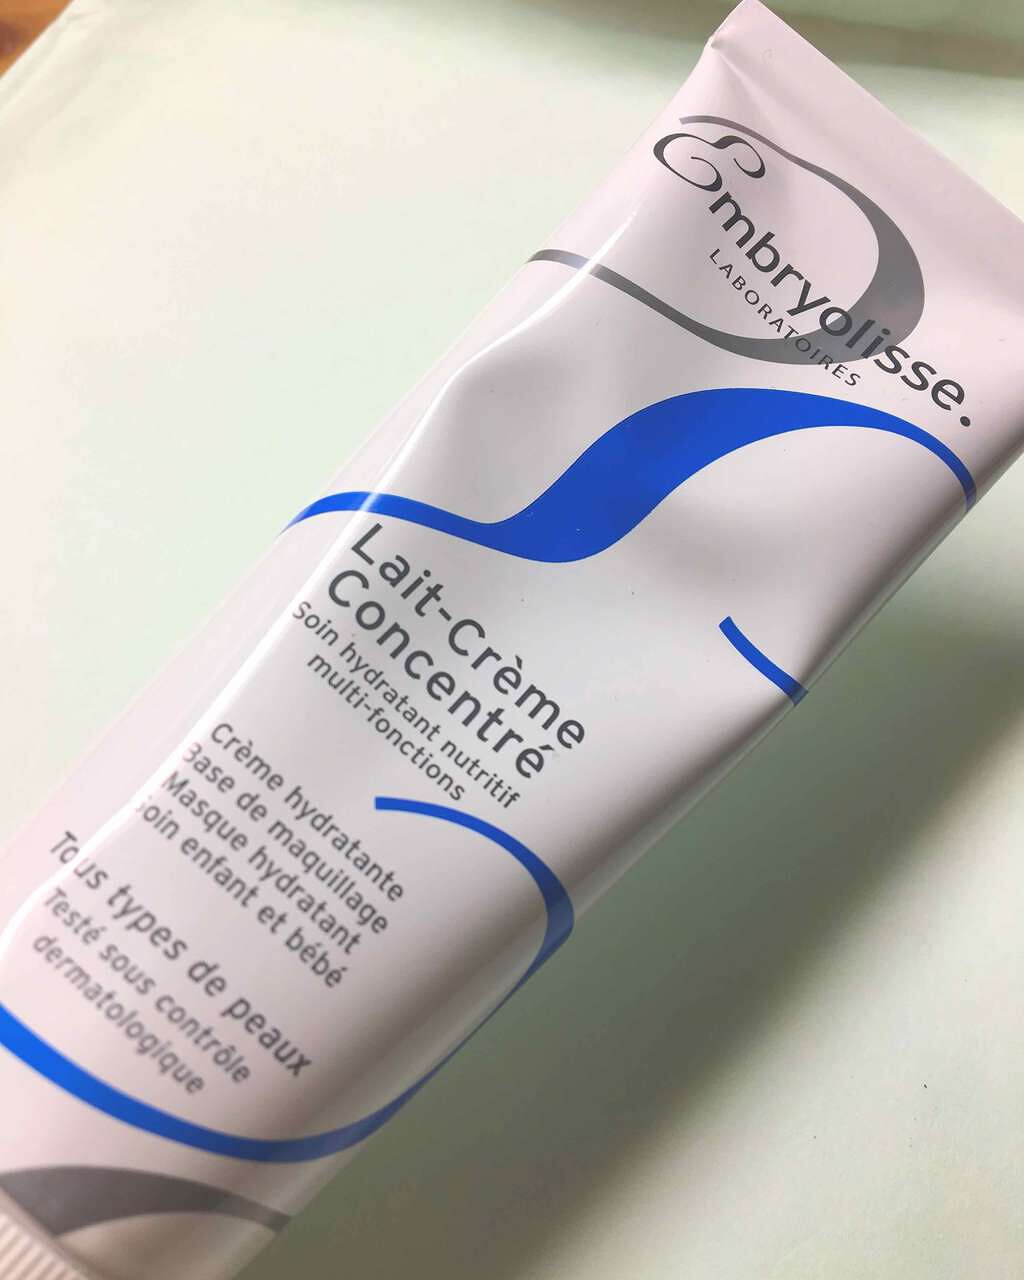 Embryolisse.
LABORATOIRES
Lait-Crème
Concentré
Soin hydratant nutritif
multi-fonctions
Crème hydratante
Base de maquillage
Masque hydratant
Soin enfant et bébé
Tous types de peaux
Testé sous contrôle
dermatologique